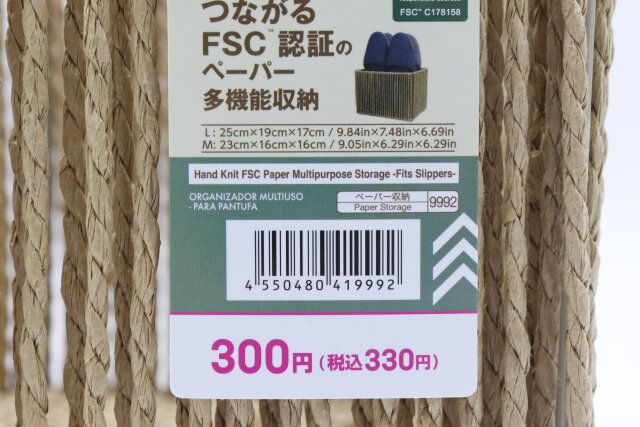 responsible sources
FSC™ C178158
つながる
FSC™認証の
ペーパー
多機能収納
L：25cm×19cm×17cm / 9.84in×7.48in×6.69in
M：23cm×16cm×16cm / 9.05in×6.29in×6.29in
Hand Knit FSC Paper Multipurpose Storage -Fits Slippers-
ORGANIZADOR MULTIUSO
- PARA PANTUFA
ペーパー収納
Paper Storage
9992
4 550480 419992
300円（税込330円）